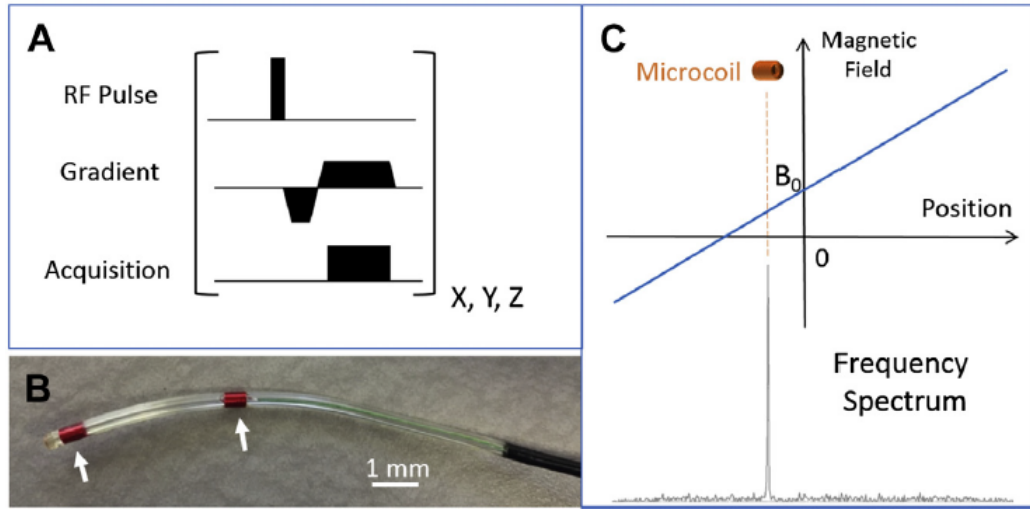 A
RF Pulse
Gradient
Acquisition
X, Y, Z
B
1 mm
C
Magnetic
Field
Microcoil
B₀
Position
0
Frequency
Spectrum